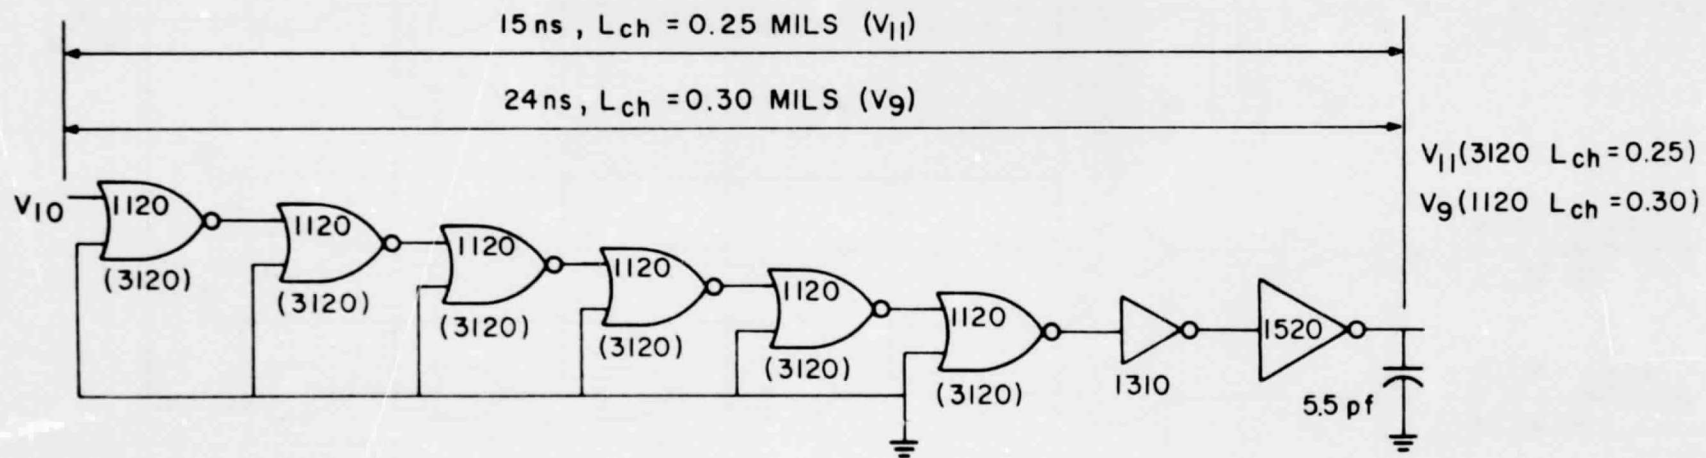 15 ns, Lch = 0.25 MILS (V11)
24 ns, Lch = 0.30 MILS (V9)
V11(3120 Lch = 0.25)
V9(1120 Lch = 0.30)
V10
1120
(3120)
1120
(3120)
1120
(3120)
1120
(3120)
1120
(3120)
1120
(3120)
1310
1520
5.5 pf